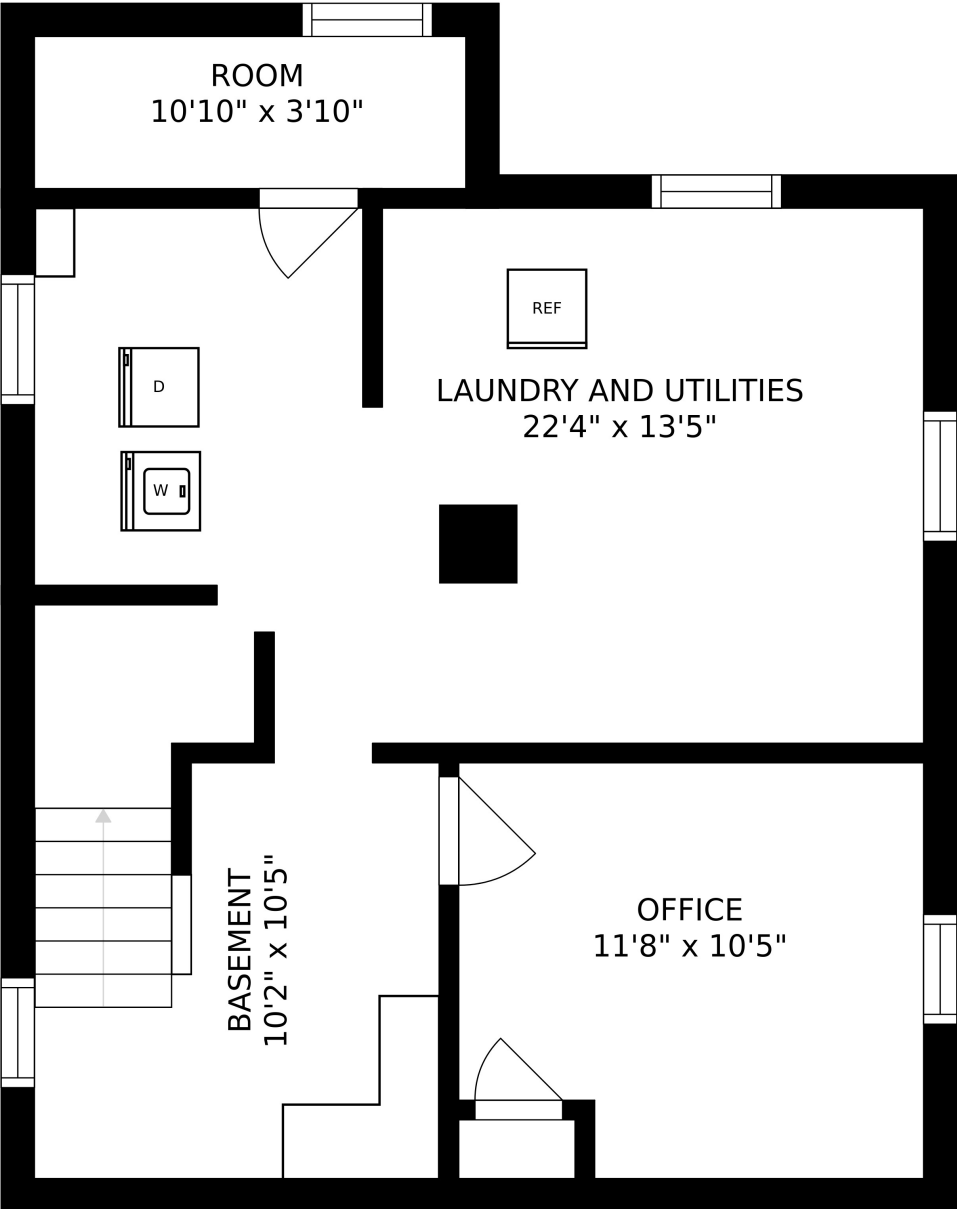 ROOM
10'10" x 3'10"
REF
D
LAUNDRY AND UTILITIES
22'4" x 13'5"
W
BASEMENT
10'2" x 10'5"
OFFICE
11'8" x 10'5"